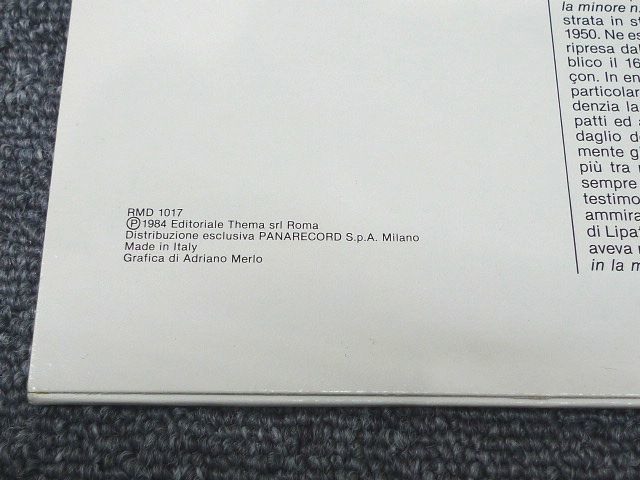 RMD 1017
Ⓟ1984 Editoriale Thema srl Roma
Distribuzione esclusiva PANARECORD S.p.A. Milano
Made in Italy
Grafica di Adriano Merlo
la minore n.
strata in st
1950. Ne es
ripresa dal
blico il 16
çon. In en
particolar
denzia la
patti ed a
daglio de
mente g
più tra
sempre
testimo
ammira
di Lipat
aveva
in la m